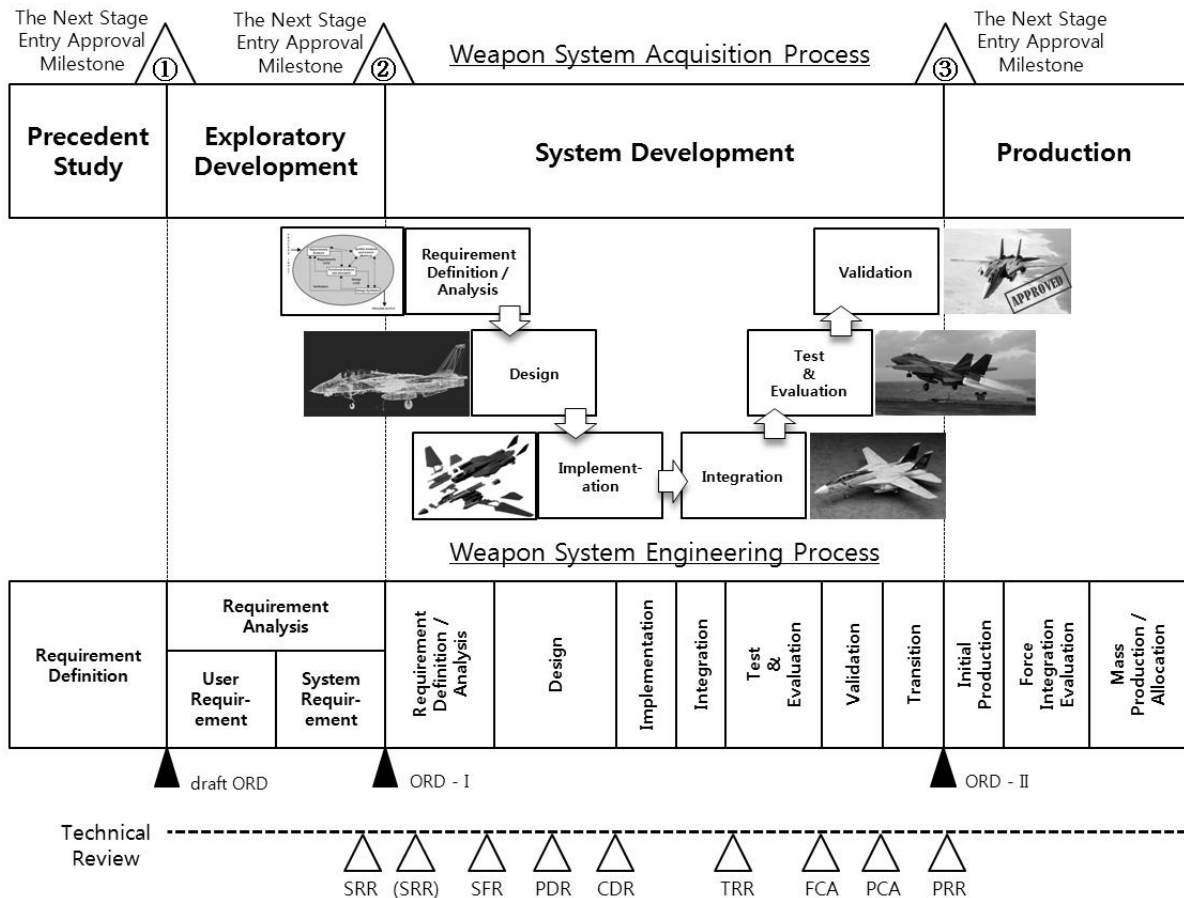 The Next Stage
Entry Approval
Milestone
①
The Next Stage
Entry Approval
Milestone
②
Weapon System Acquisition Process
③
The Next Stage
Entry Approval
Milestone
Precedent
Study
Exploratory
Development
System Development
Production
Requirement
Definition /
Analysis
Validation
APPROVED
Design
Test
&
Evaluation
Implement-
ation
Integration
Weapon System Engineering Process
Requirement
Definition
Requirement
Analysis
User
Requir-
ement
System
Requir-
ement
Requirement
Definition /
Analysis
Design
Implementation
Integration
Test
&
Evaluation
Validation
Transition
Initial
Production
Force
Integration
Evaluation
Mass
Production /
Allocation
draft ORD
ORD - I
ORD - II
Technical
Review
SRR
(SRR)
SFR
PDR
CDR
TRR
FCA
PCA
PRR